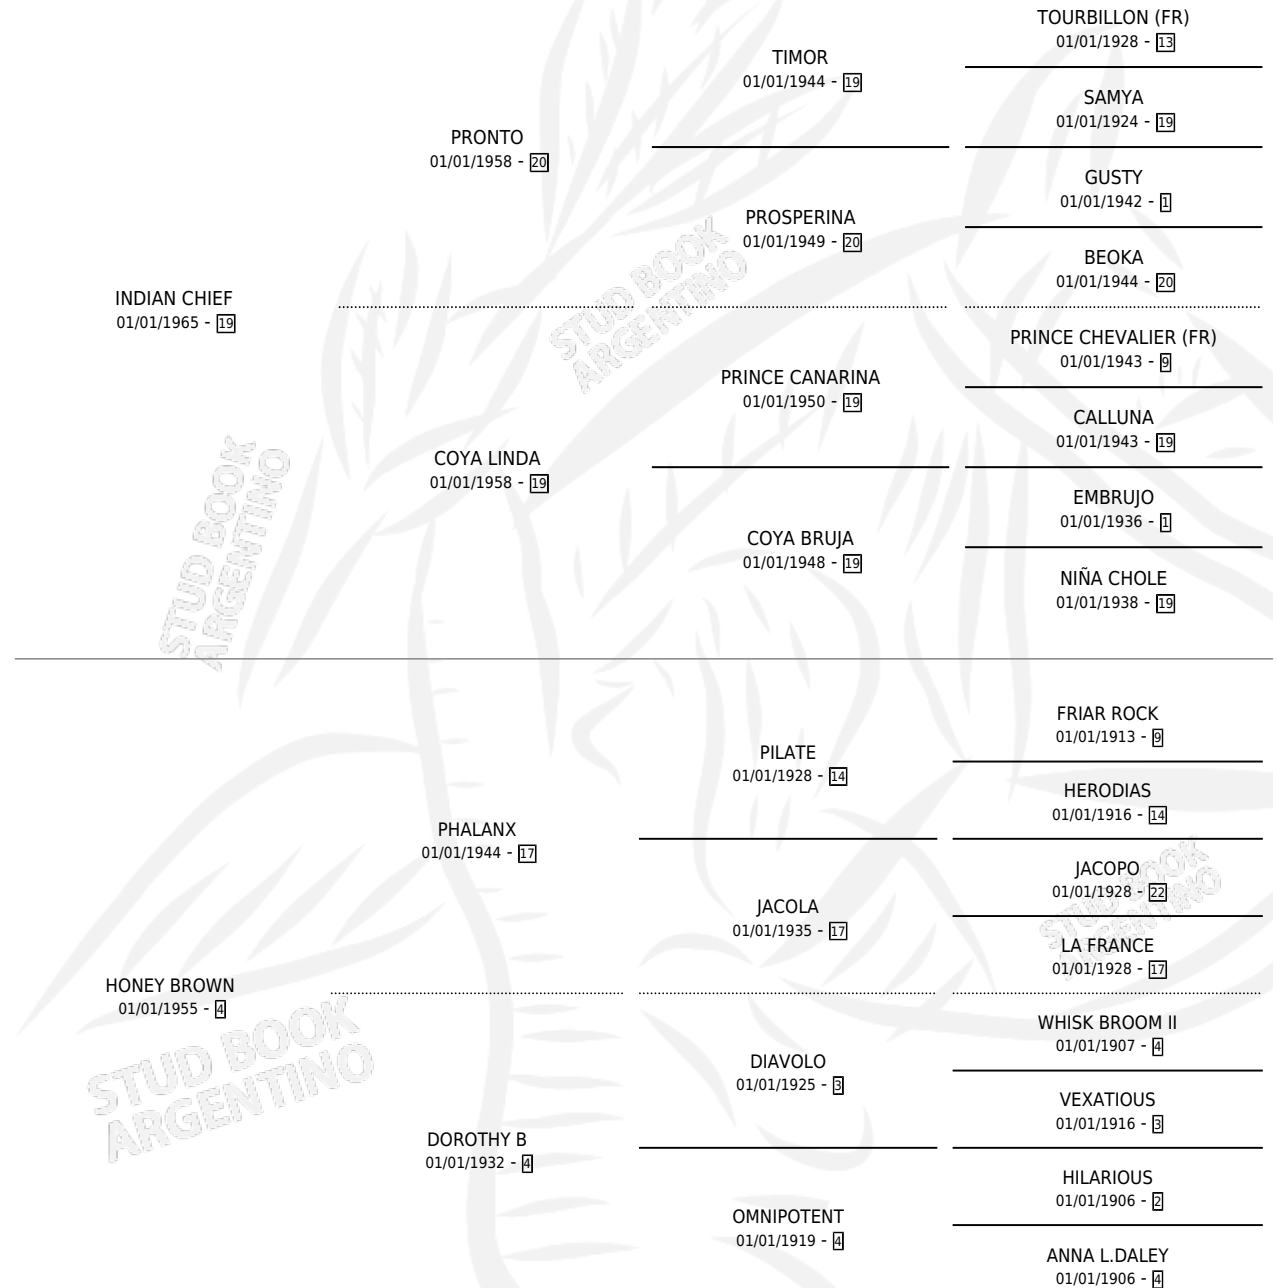 TOURBILLON (FR)
01/01/1928 - 13
TIMOR
01/01/1944 - 19
SAMYA
01/01/1924 - 19
PRONTO
01/01/1958 - 20
GUSTY
01/01/1942 - 1
PROSPERINA
01/01/1949 - 20
BEOKA
01/01/1944 - 20
INDIAN CHIEF
01/01/1965 - 19
STUD BOOK
ARGENTINO
PRINCE CHEVALIER (FR)
01/01/1943 - 9
PRINCE CANARINA
01/01/1950 - 19
CALLUNA
01/01/1943 - 19
COYA LINDA
01/01/1958 - 19
EMBRUJO
01/01/1936 - 1
COYA BRUJA
01/01/1948 - 19
NIÑA CHOLE
01/01/1938 - 19
STUD BOOK
ARGENTINO
FRIAR ROCK
01/01/1913 - 9
PILATE
01/01/1928 - 14
HERODIAS
01/01/1916 - 14
PHALANX
01/01/1944 - 17
JACOPO
01/01/1928 - 22
JACOLA
01/01/1935 - 17
STUD BOOK
ARGENTINO
LA FRANCE
01/01/1928 - 17
HONEY BROWN
01/01/1955 - 4
STUD BOOK
ARGENTINO
WHISK BROOM II
01/01/1907 - 4
DIAVOLO
01/01/1925 - 3
VEXATIOUS
01/01/1916 - 3
DOROTHY B
01/01/1932 - 4
HILARIOUS
01/01/1906 - 2
OMNIPOTENT
01/01/1919 - 4
ANNA L.DALEY
01/01/1906 - 4